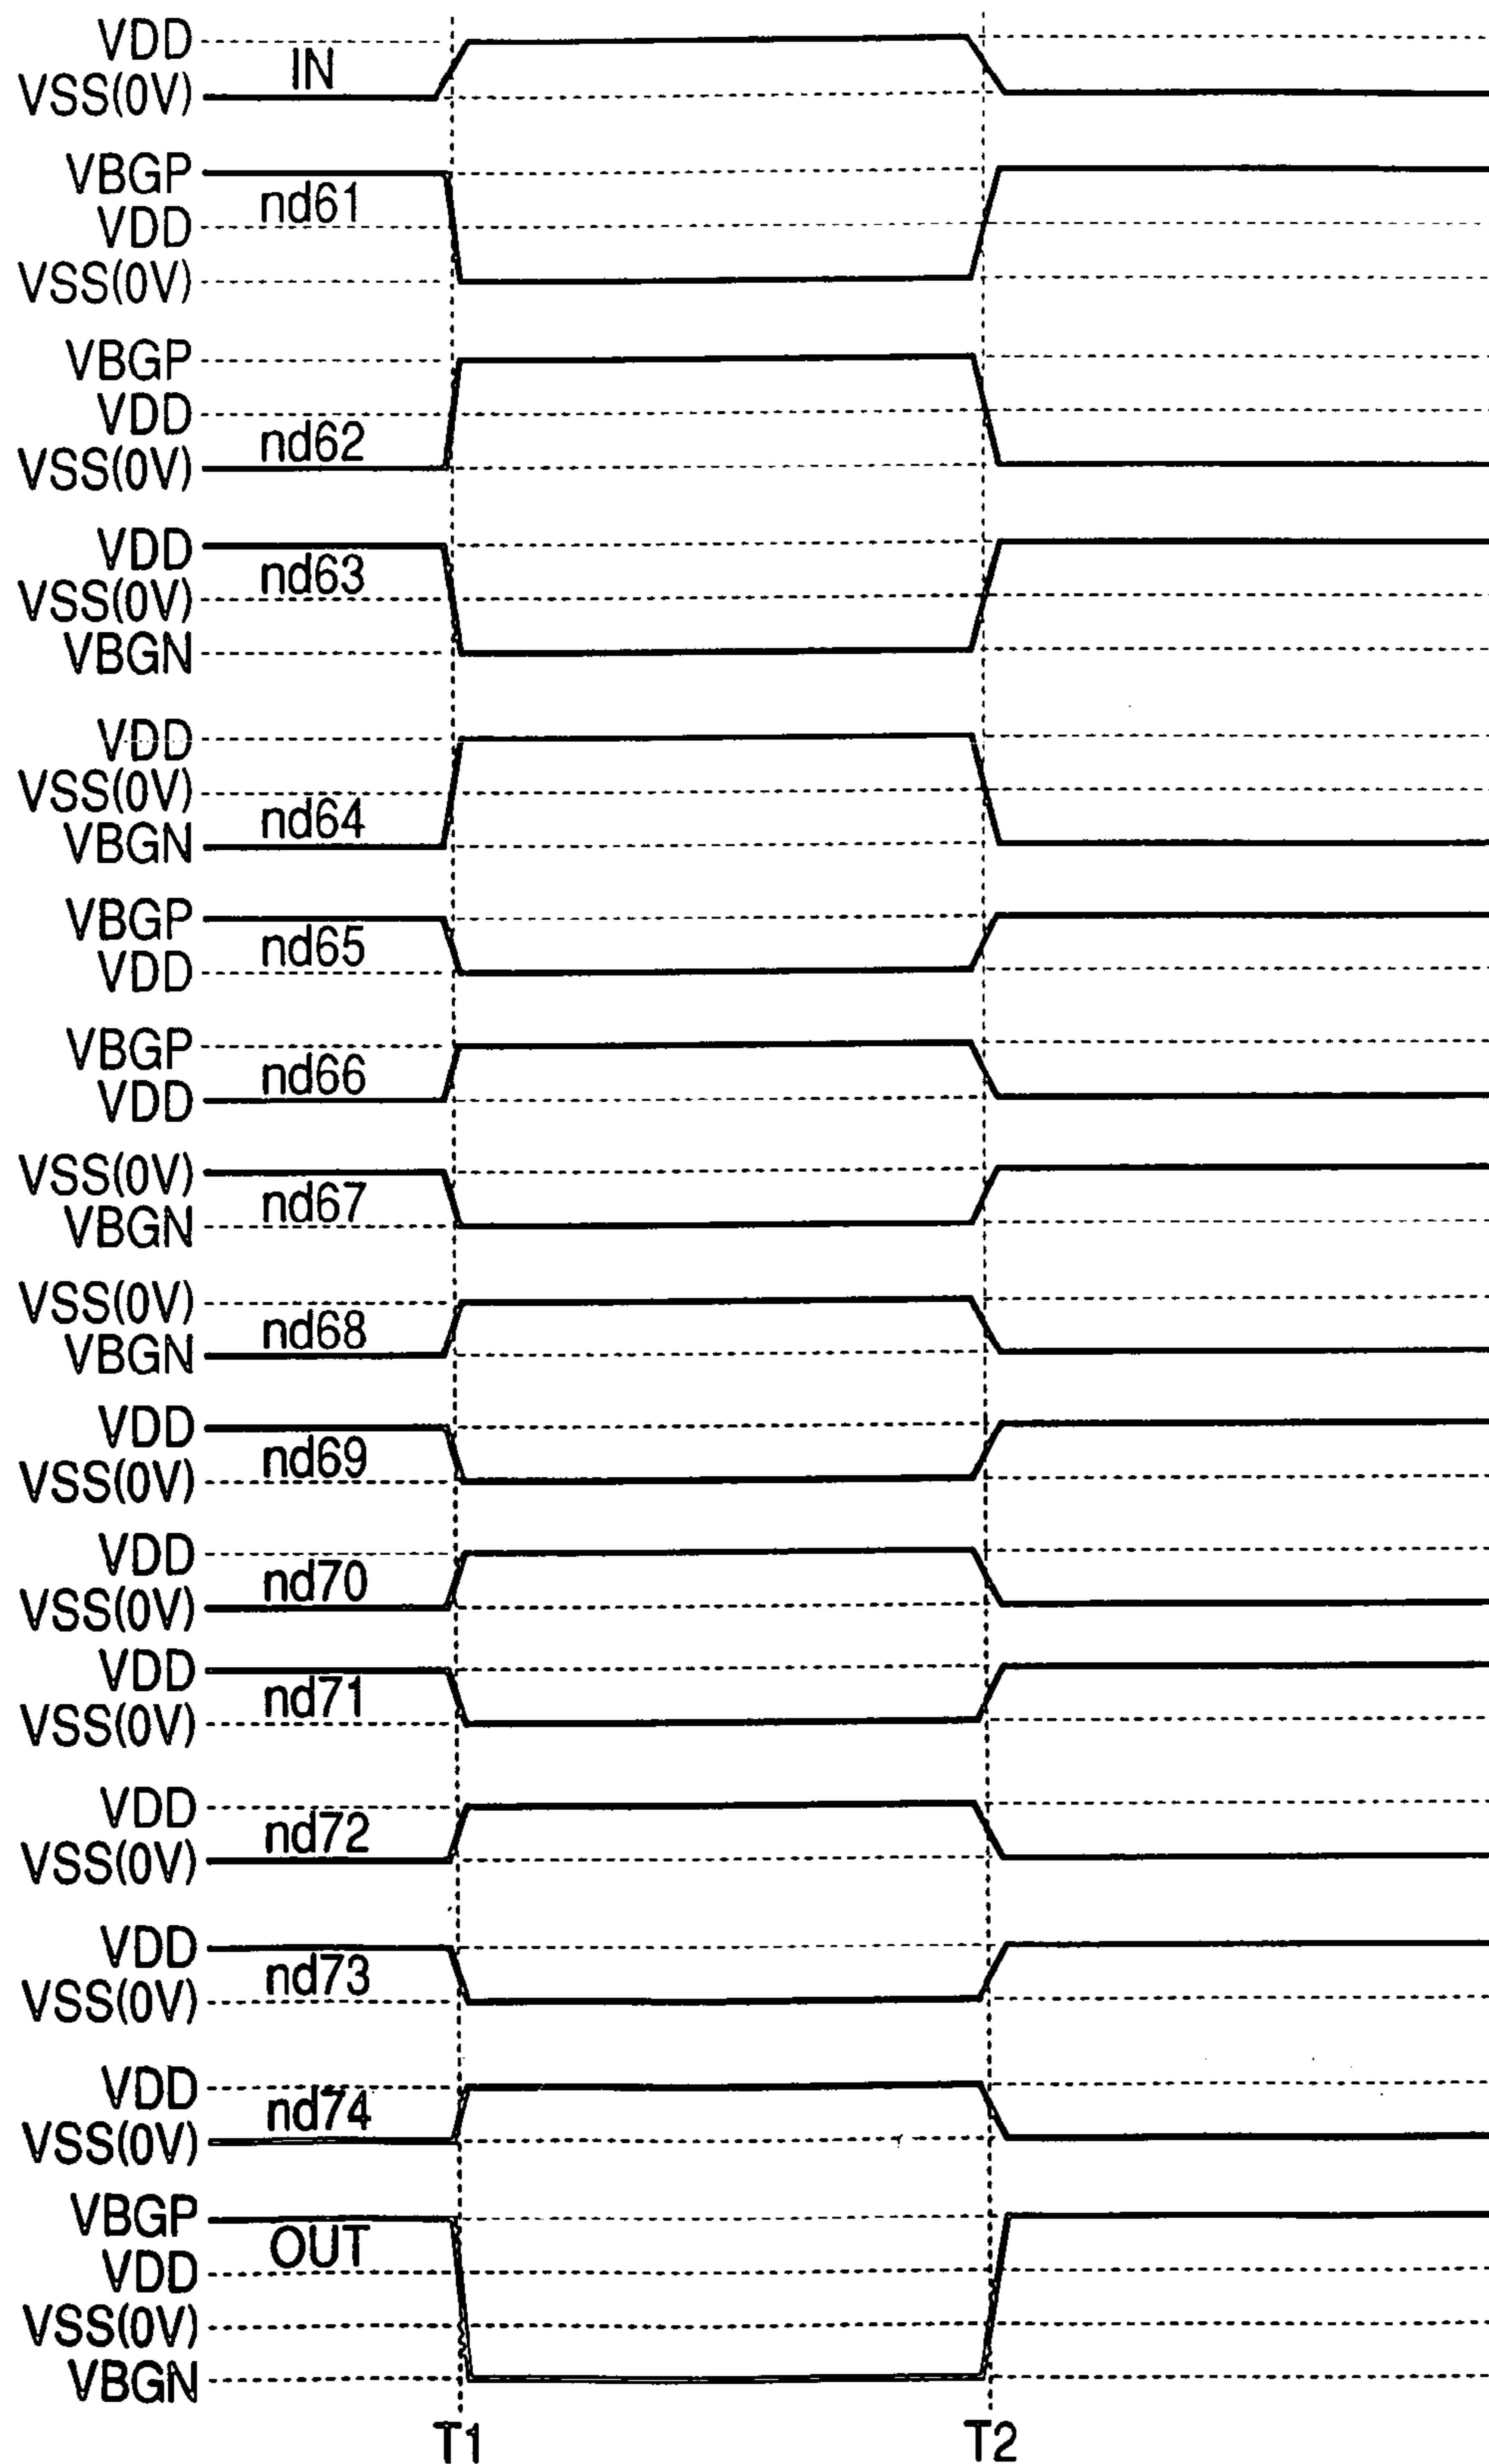 VDD
IN
VSS(0V)
VBGP
nd61
VDD
VSS(0V)
VBGP
VDD
nd62
VSS(0V)
VDD
nd63
VSS(0V)
VBGN
VDD
VSS(0V)
nd64
VBGN
VBGP
nd65
VDD
VBGP
nd66
VDD
VSS(0V)
nd67
VBGN
VSS(0V)
nd68
VBGN
VDD
nd69
VSS(0V)
VDD
nd70
VSS(0V)
VDD
nd71
VSS(0V)
VDD
nd72
VSS(0V)
VDD
nd73
VSS(0V)
VDD
nd74
VSS(0V)
VBGP
OUT
VDD
VSS(0V)
VBGN
T1 T2